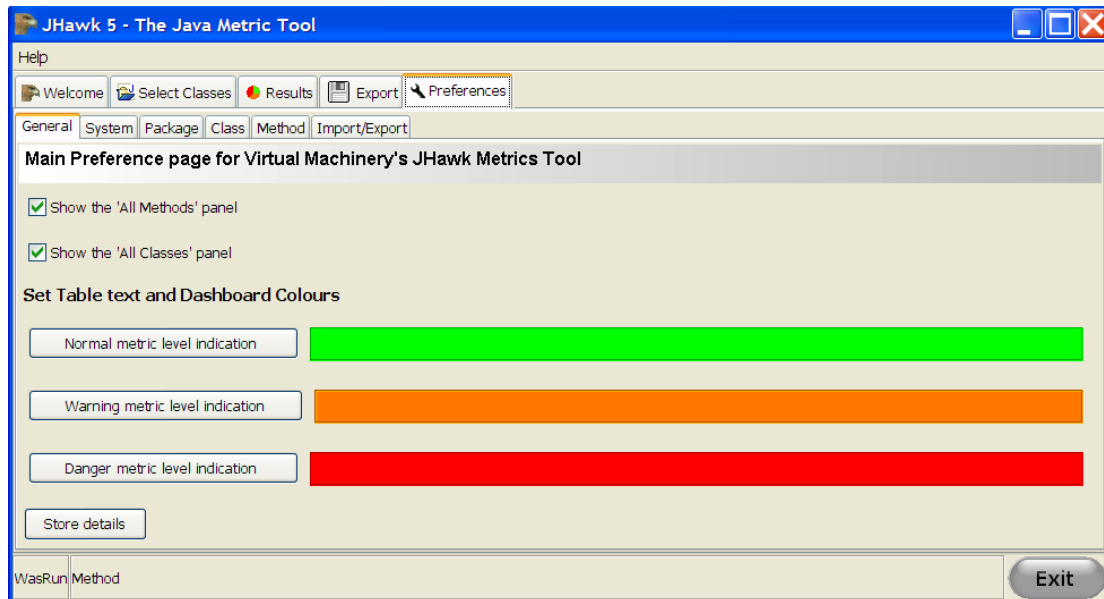 JHawk 5 - The Java Metric Tool
Help
Welcome Select Classes Results Export Preferences
General System Package Class Method Import/Export
Main Preference page for Virtual Machinery's JHawk Metrics Tool
Show the 'All Methods' panel
Show the 'All Classes' panel
Set Table text and Dashboard Colours
Normal metric level indication
Warning metric level indication
Danger metric level indication
Store details
WasRun Method Exit